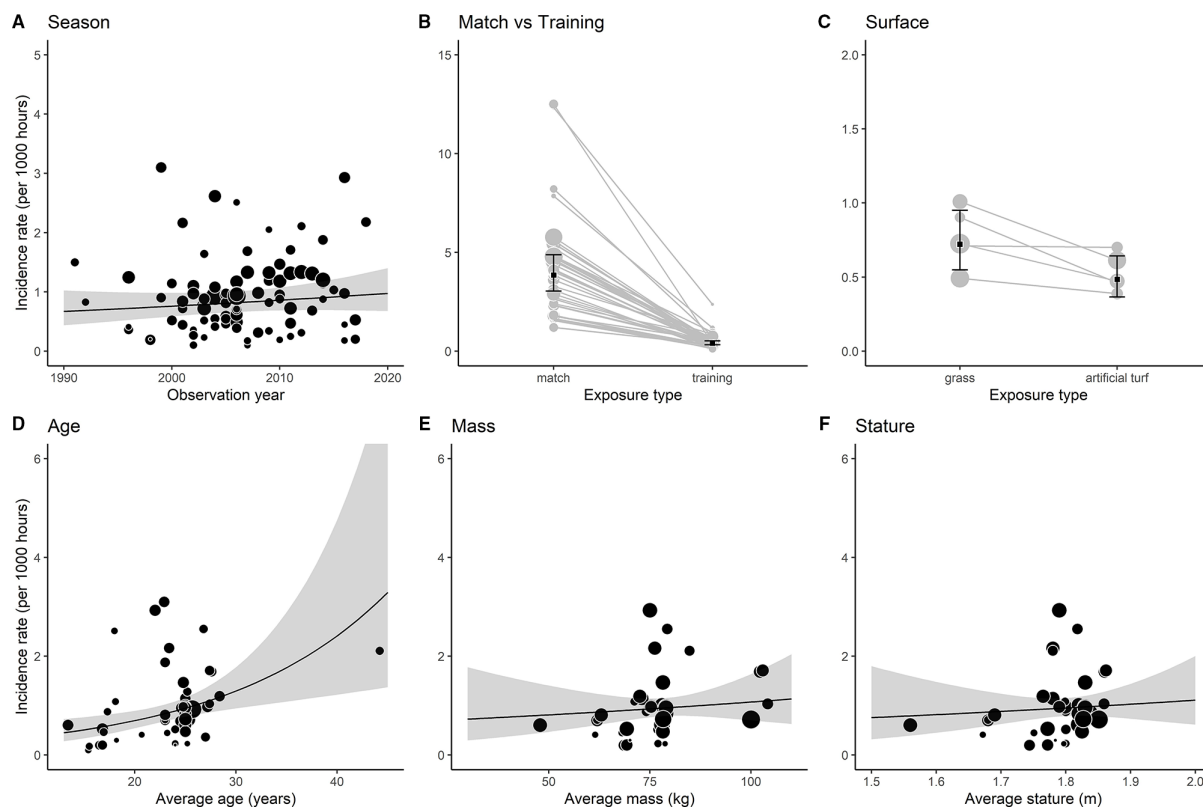 A Season
B Match vs Training
C Surface
Incidence rate (per 1000 hours)
5
4
3
2
1
0
1990 2000 2010 2020
Observation year
15
10
5
0
match training
Exposure type
2.0
1.5
1.0
0.5
0.0
grass artificial turf
Exposure type
D Age
E Mass
F Stature
Incidence rate (per 1000 hours)
6
4
2
0
20 30 40
Average age (years)
6
4
2
0
50 75 100
Average mass (kg)
6
4
2
0
1.5 1.6 1.7 1.8 1.9 2.0
Average stature (m)